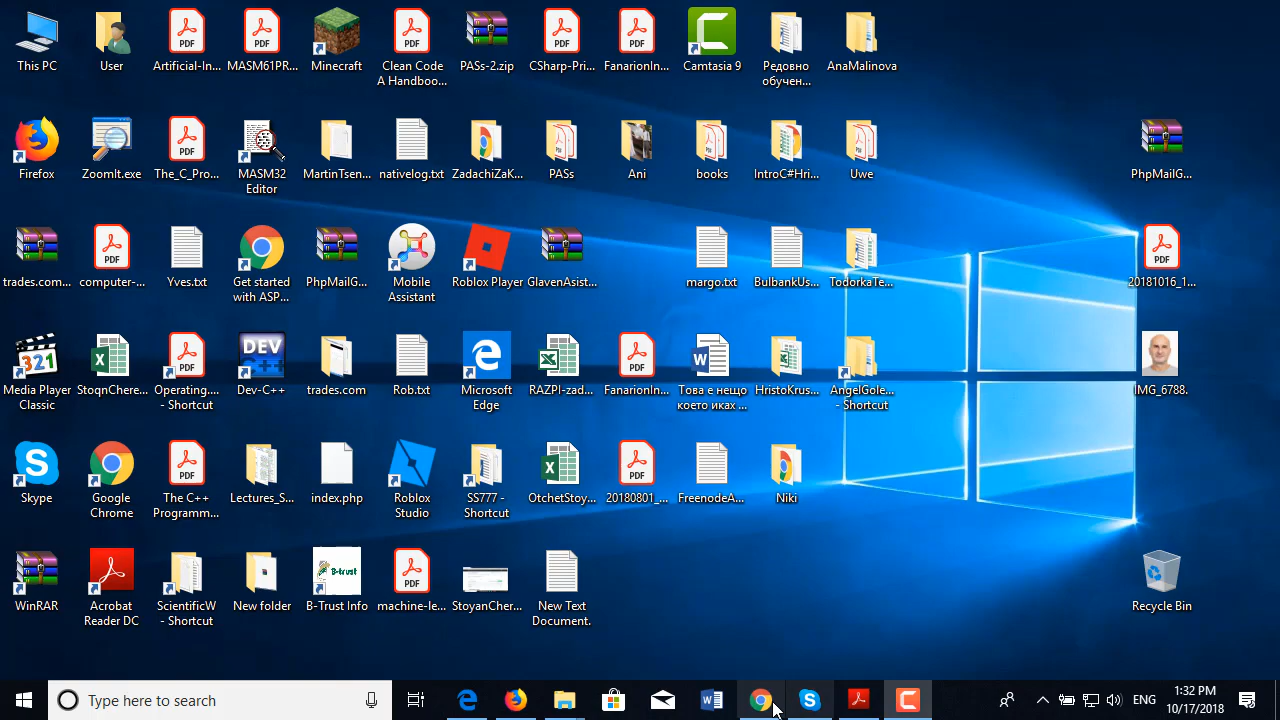 This PC
User
Artificial-In...
MASM61PR...
Minecraft
Clean Code
A Handboo...
PASs-2.zip
CSharp-Pri...
FanarionIn...
Camtasia 9
Редовно
обучен...
AnaMalinova
Firefox
ZoomIt.exe
The_C_Pro...
MASM32
Editor
MartinTsen...
nativelog.txt
ZadachiZaK...
PASs
Ani
books
IntroC#Hri...
Uwe
PhpMailG...
trades.com...
computer-...
Yves.txt
Get started
with ASP...
PhpMailG...
Mobile
Assistant
Roblox Player
GlavenAsist...
margo.txt
BulbankUs...
TodorkaTe...
20181016_1...
Media Player
Classic
StoqnChere...
Operating...
- Shortcut
Dev-C++
trades.com
Rob.txt
Microsoft
Edge
RAZPI-zad...
FanarionIn...
Това е нещо
което иках ...
HristoKrus...
AngelGole...
- Shortcut
IMG_6788.
Skype
Google
Chrome
The C++
Programm...
Lectures_S...
index.php
Roblox
Studio
SS777 -
Shortcut
OtchetStoy...
20180801_...
FreenodeA...
Niki
WinRAR
Acrobat
Reader DC
ScientificW
- Shortcut
New folder
B-trust
B-Trust Info
machine-le...
StoyanCher...
New Text
Document.
Recycle Bin
Type here to search
ENG
1:32 PM
10/17/2018